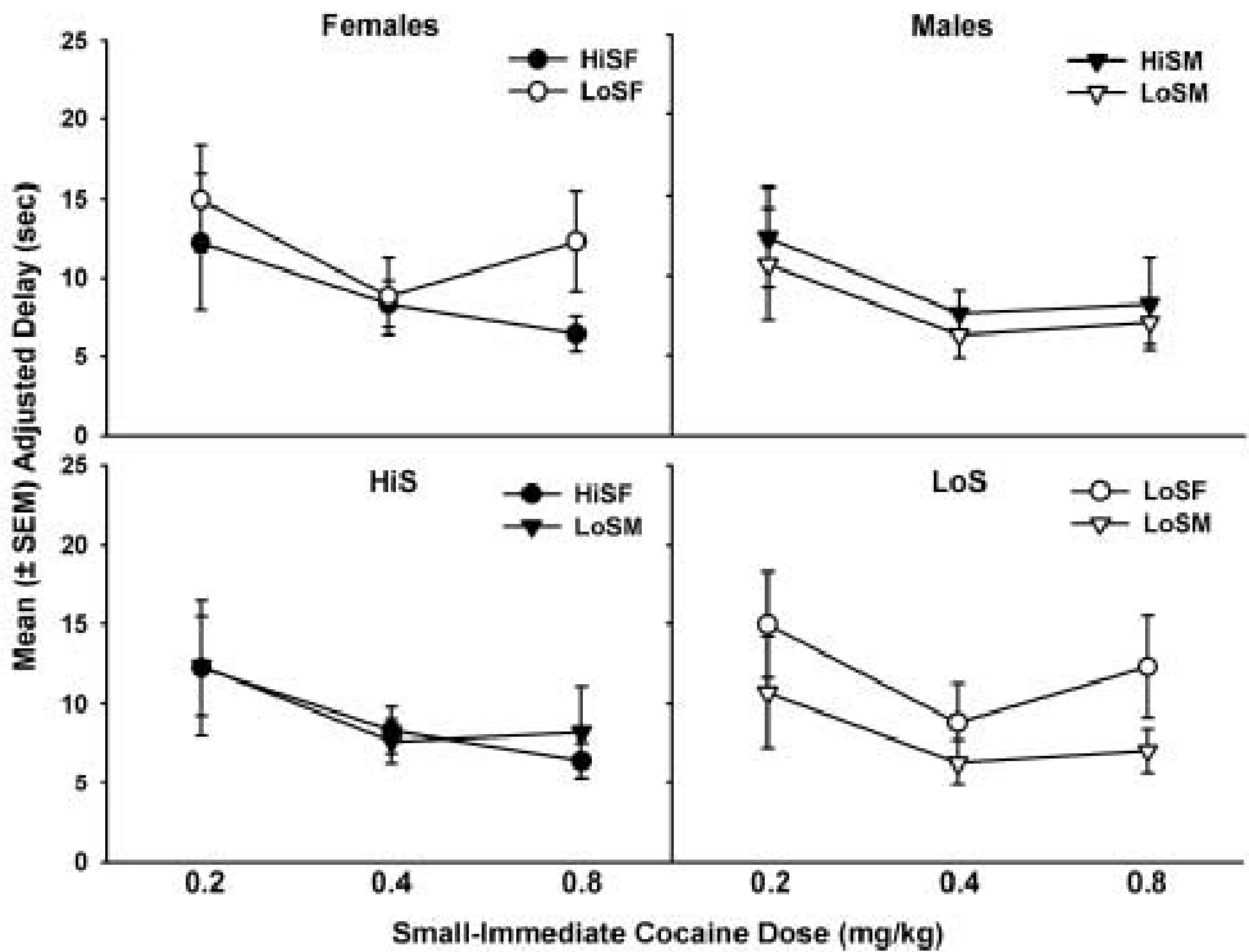 Females
Males
25
20
15
10
5
0
HiSF
LoSF
HiSM
LoSM
Mean (± SEM) Adjusted Delay (sec)
HiS
LoS
25
20
15
10
5
0
HiSF
LoSM
LoSF
LoSM
0.2 0.4 0.8
0.2 0.4 0.8
Small-Immediate Cocaine Dose (mg/kg)